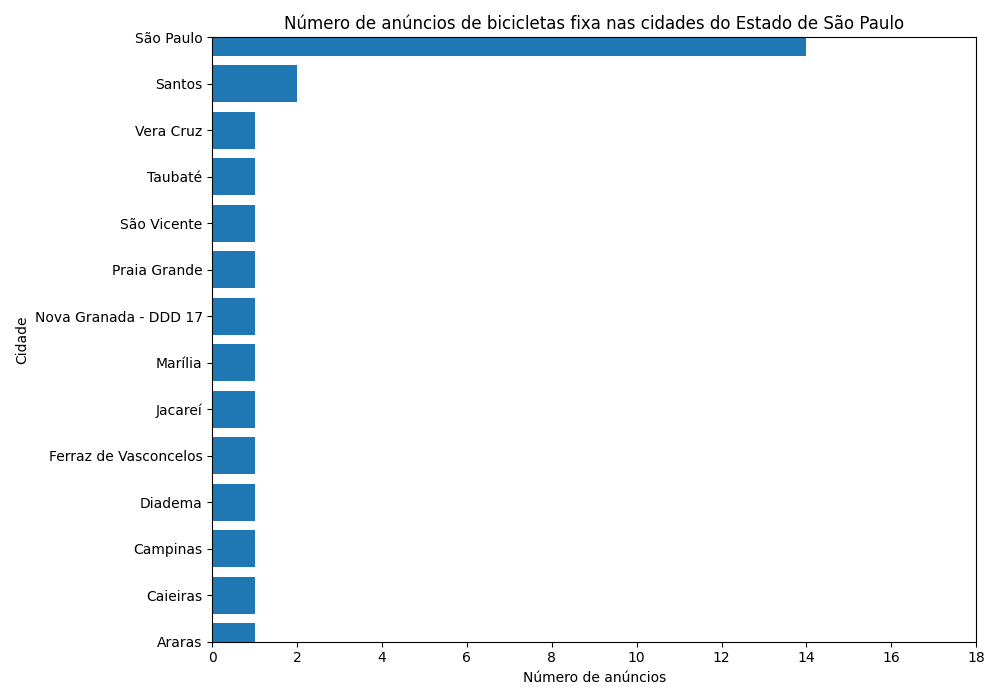 Número de anúncios de bicicletas fixa nas cidades do Estado de São Paulo
São Paulo
Santos
Vera Cruz
Taubaté
São Vicente
Praia Grande
Nova Granada - DDD 17
Marília
Jacareí
Ferraz de Vasconcelos
Diadema
Campinas
Caieiras
Araras
Cidade
0 2 4 6 8 10 12 14 16 18
Número de anúncios